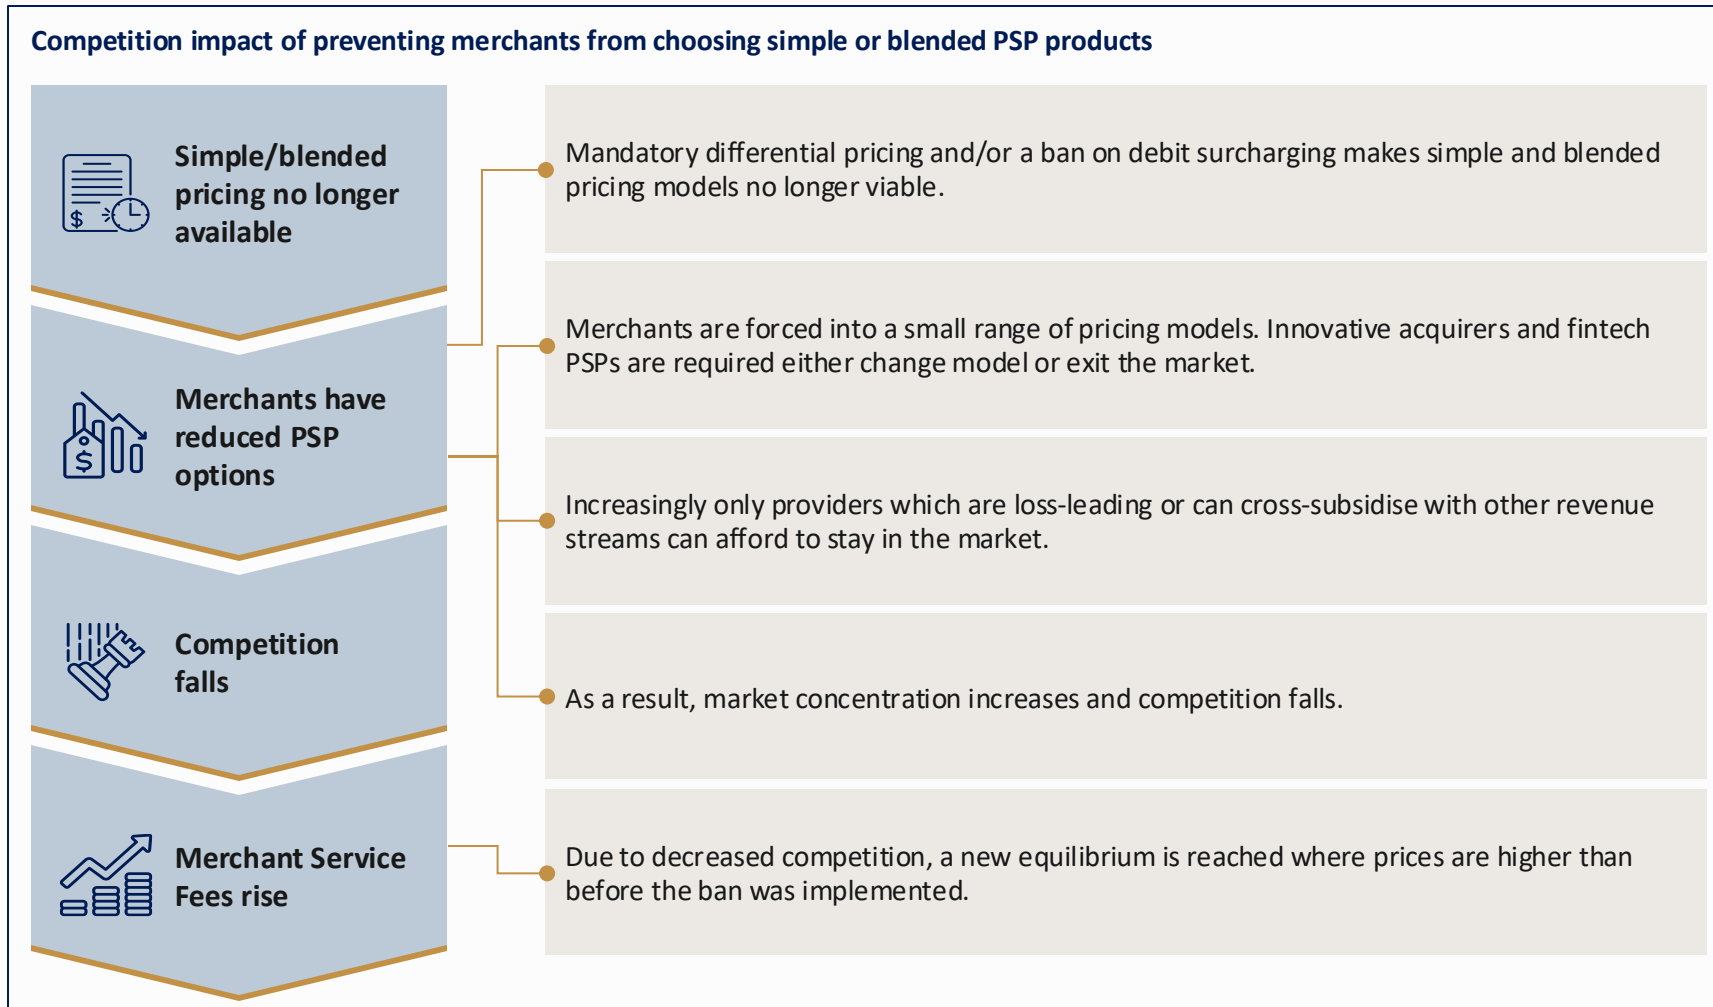 Competition impact of preventing merchants from choosing simple or blended PSP products
Simple/blended
pricing no longer
available
$
Mandatory differential pricing and/or a ban on debit surcharging makes simple and blended
pricing models no longer viable.
Merchants have
reduced PSP
options
$
Merchants are forced into a small range of pricing models. Innovative acquirers and fintech
PSPs are required either change model or exit the market.
Increasingly only providers which are loss-leading or can cross-subsidise with other revenue
streams can afford to stay in the market.
Competition
falls
As a result, market concentration increases and competition falls.
Merchant Service
Fees rise
Due to decreased competition, a new equilibrium is reached where prices are higher than
before the ban was implemented.